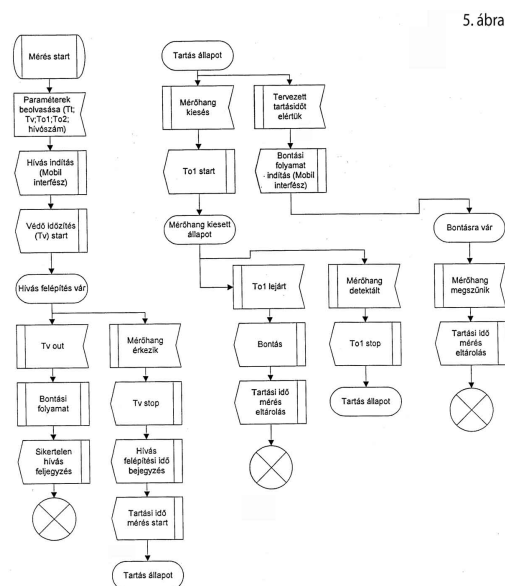 5. ábra
Mérés start
Paraméterek
beolvasása (Tt;
Tv;To1;To2;
hívószám)
Hívás indítás
(Mobil
interfész)
Védő időzítés
(Tv) start
Hívás felépítés vár
Tv out
Bontási
folyamat
Sikertelen
hívás
feljegyzés
Mérőhang
érkezik
Tv stop
Hívás
felépítési idő
bejegyzés
Tartási idő
mérés start
Tartás állapot
Tartás állapot
Mérőhang
kiesés
To1 start
Mérőhang kiesett
állapot
To1 lejárt
Bontás
Tartási idő
mérés
eltárolás
Mérőhang
detektált
To1 stop
Tartás állapot
Tervezett
tartásidőt
elértük
Bontási
folyamat
- indítás (Mobil
interfész)
Bontásra vár
Mérőhang
megszűnik
Tartási idő
mérés
eltárolás